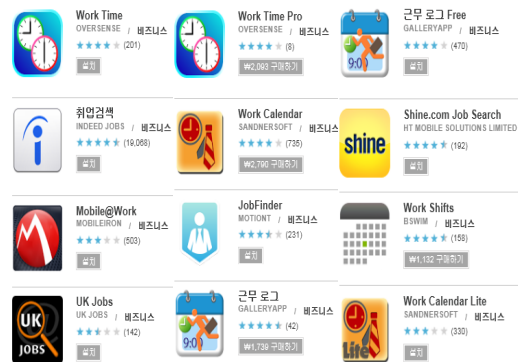 Work Time
OVERSENSE / 비즈니스
(201)
설치
Work Time Pro
OVERSENSE / 비즈니스
(8)
₩2,093 구매하기
근무 로그 Free
GALLERYAPP / 비즈니스
(470)
설치
9:00
취업검색
INDEED JOBS / 비즈니스
(19,068)
설치
Work Calendar
SANDNERSOFT / 비즈니스
(735)
₩2,790 구매하기
shine
Shine.com Job Search
HT MOBILE SOLUTIONS LIMITED
(192)
설치
Mobile@Work
MOBILEIRON / 비즈니스
(503)
설치
JobFinder
MOTIONT / 비즈니스
(231)
설치
Work Shifts
BSWIM / 비즈니스
(158)
₩1,132 구매하기
UK
JOBS
UK Jobs
UK JOBS / 비즈니스
(142)
설치
9:00
근무 로그
GALLERYAPP / 비즈니스
(42)
₩1,739 구매하기
Lite
Work Calendar Lite
SANDNERSOFT / 비즈니스
(330)
설치